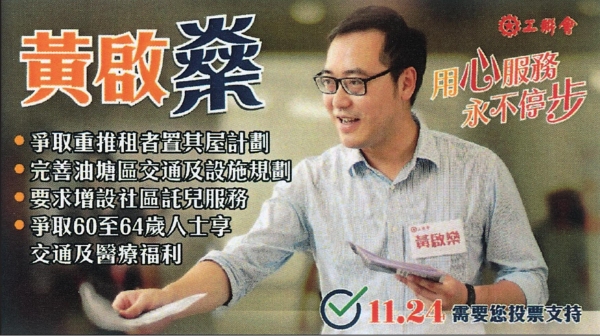 黃啟燊
工聯會
用心服務
永不停步
• 爭取重推租者置其屋計劃
• 完善油塘區交通及設施規劃
• 要求增設社區託兒服務
• 爭取60至64歲人士享
交通及醫療福利
工聯會
黃啟燊
11.24 需要您投票支持